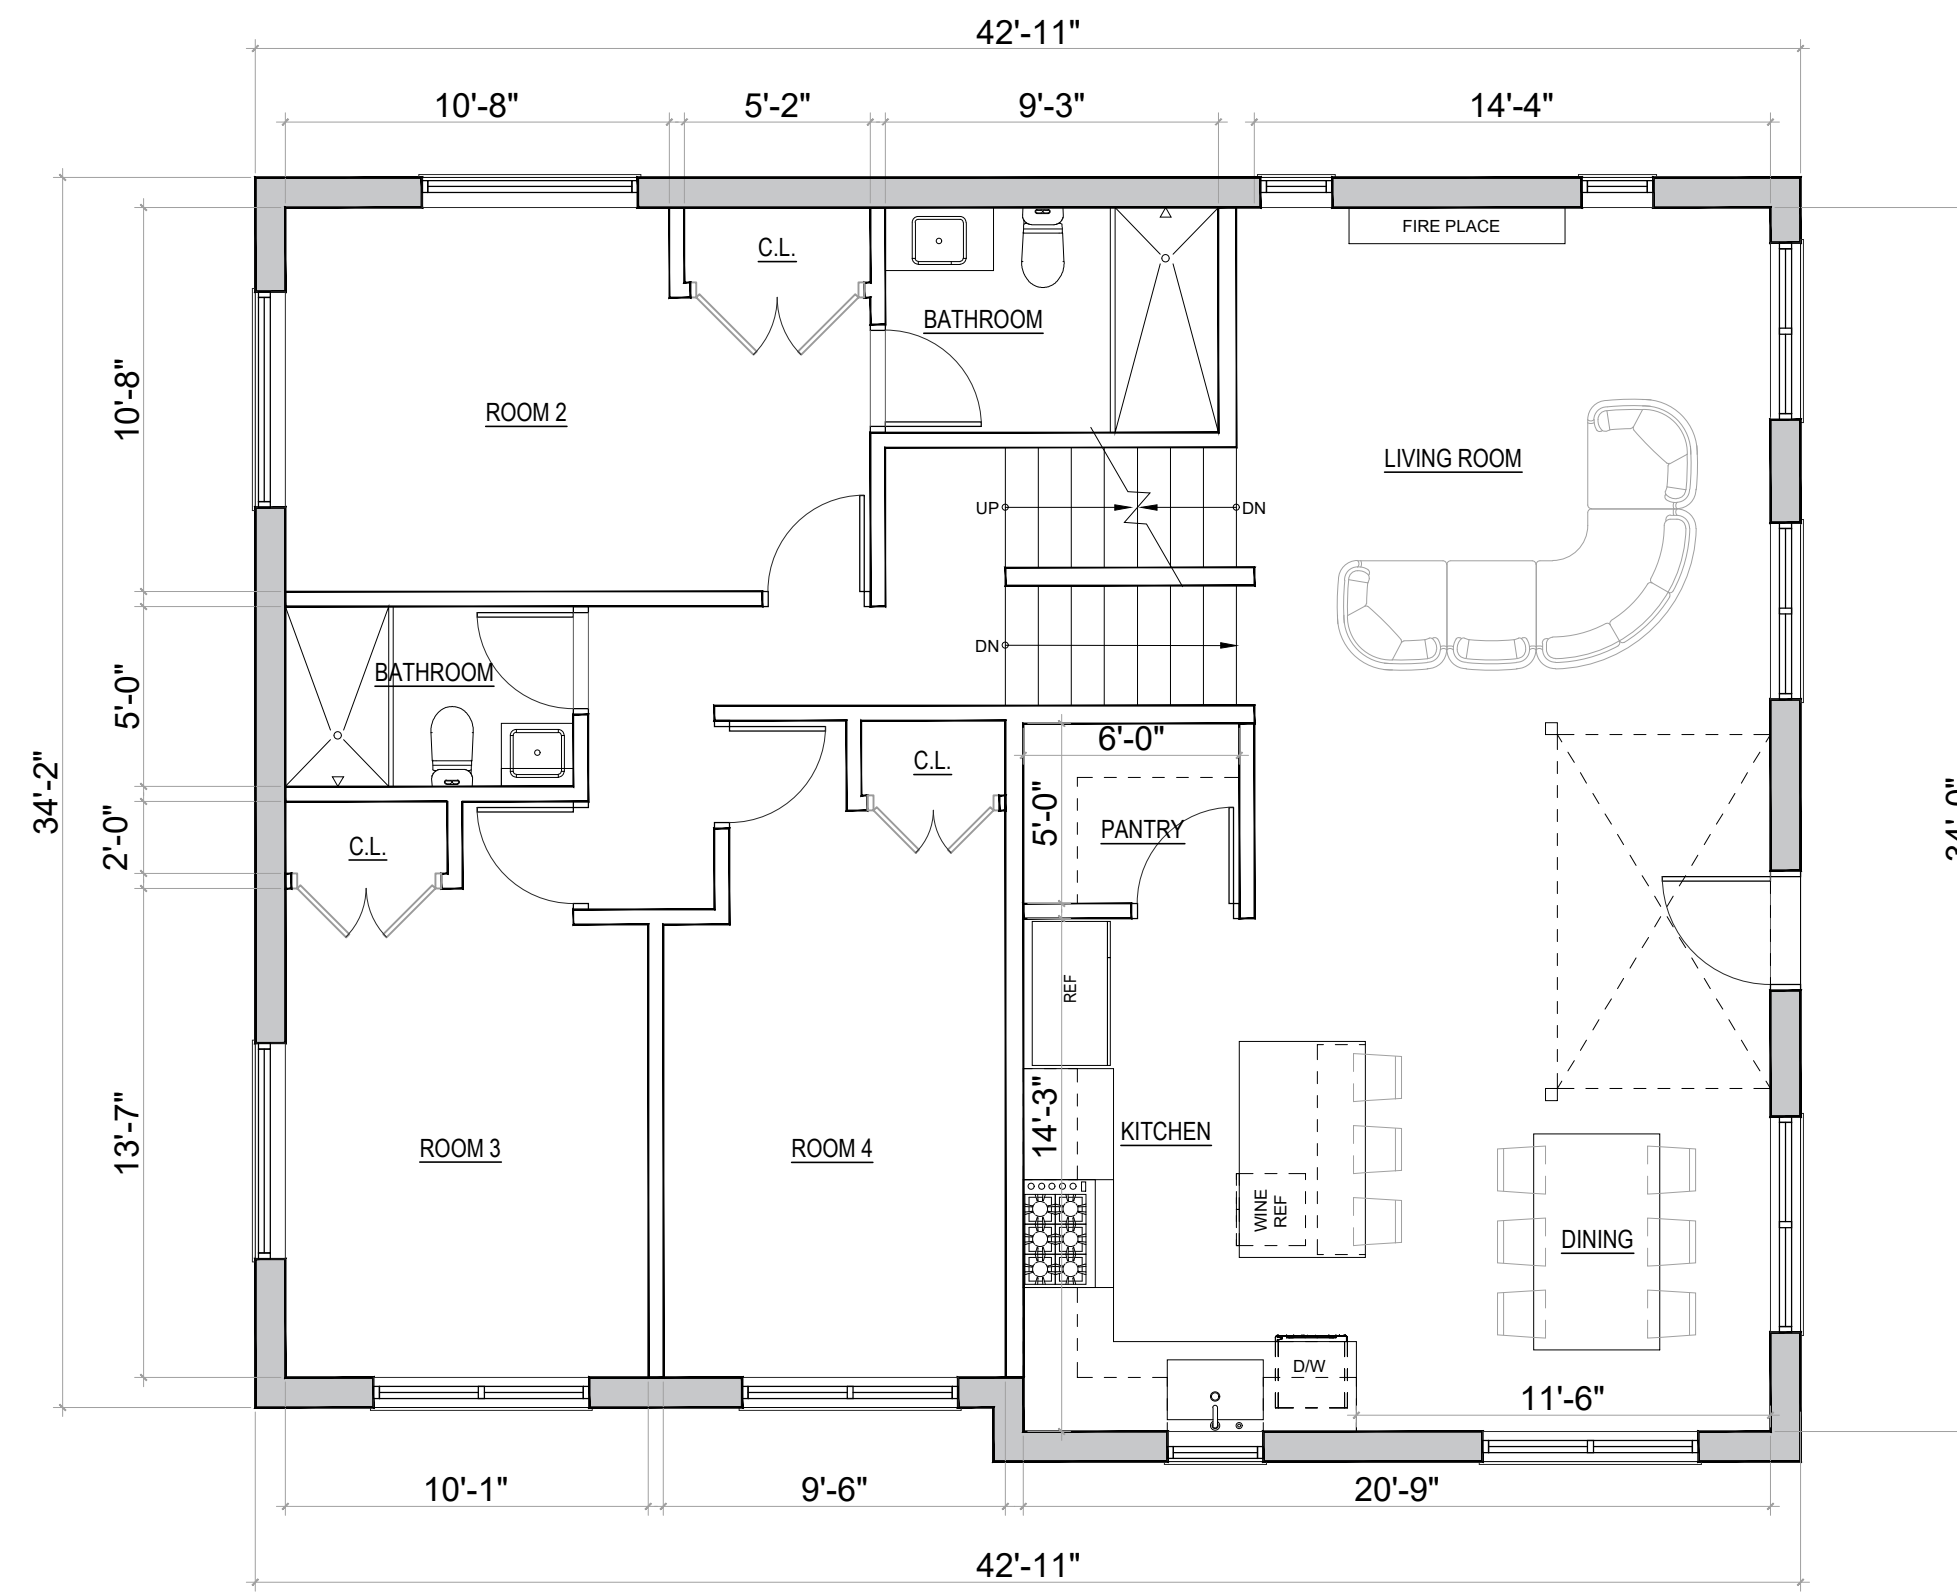 42'-11"
10'-8"
5'-2"
9'-3"
14'-4"
FIRE PLACE
C.L.
BATHROOM
10'-8"
ROOM 2
LIVING ROOM
UP
DN
DN
BATHROOM
5'-0"
6'-0"
C.L.
34'-2"
34'-0"
5'-0"
PANTRY
2'-0"
C.L.
REF
14'-3"
KITCHEN
13'-7"
ROOM 3
ROOM 4
WINE
REF
DINING
D/W
11'-6"
10'-1"
9'-6"
20'-9"
42'-11"